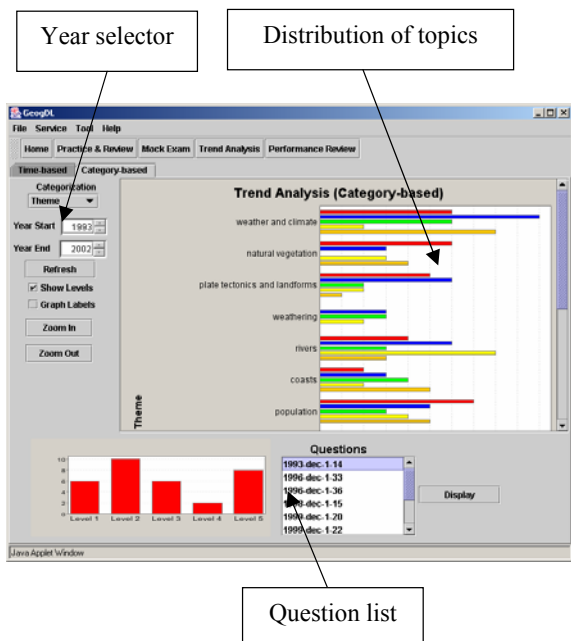 Year selector
Distribution of topics
GeogDL
File Service Tool Help
Home Practice & Review Mock Exam Trend Analysis Performance Review
Time-based Category-based
Categorization
Theme
Year Start 1993
Year End 2002
Refresh
Show Levels
Graph Labels
Zoom In
Zoom Out
Trend Analysis (Category-based)
weather and climate
natural vegetation
plate tectonics and landforms
weathering
rivers
coasts
population
Theme
10
8
6
4
2
0
Level 1 Level 2 Level 3 Level 4 Level 5
Questions
1993-dec-1-14
1996-dec-1-33
1996-dec-1-36
-dec-1-15
1999-dec-1-20
1999-dec-1-22
Display
Java Applet Window
Question list